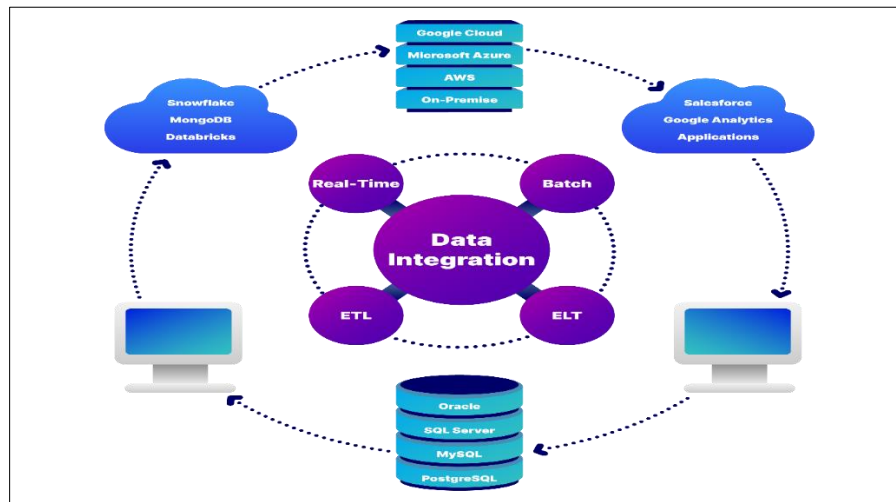 Google Cloud
Microsoft Azure
AWS
On-Premise
Snowflake
MongoDB
Databricks
Salesforce
Google Analytics
Applications
Real-Time
Batch
Data
Integration
ETL
ELT
Oracle
SQL Server
MySQL
PostgreSQL